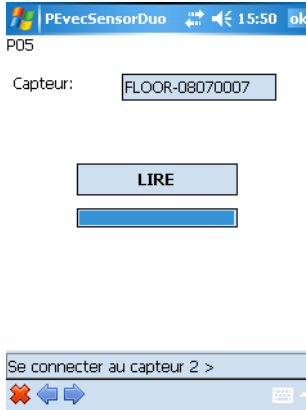 PEvecSensorDuo 15:50 ok
P05
Capteur: FLOOR-08070007
LIRE
Se connecter au capteur 2 >